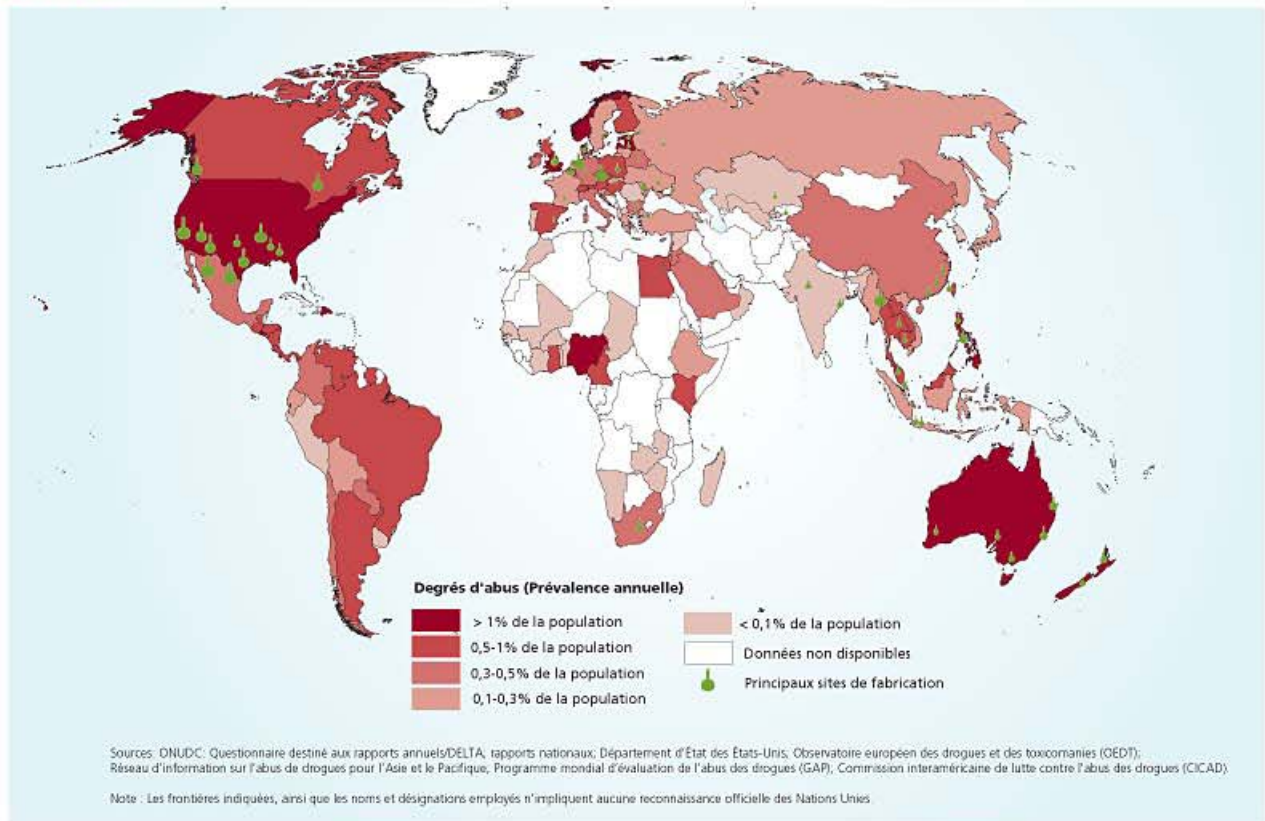 Degrés d'abus (Prévalence annuelle)
> 1% de la population
0,5-1% de la population
0,3-0,5% de la population
0,1-0,3% de la population
< 0,1% de la population
Données non disponibles
Principaux sites de fabrication
Sources: ONUDC: Questionnaire destiné aux rapports annuels/DELTA; rapports nationaux; Département d'État des États-Unis; Observatoire européen des drogues et des toxicomanies (OEDT);
Réseau d'information sur l'abus de drogues pour l'Asie et le Pacifique; Programme mondial d'évaluation de l'abus des drogues (GAP); Commission interaméricaine de lutte contre l'abus des drogues (CICAD).
Note : Les frontières indiquées, ainsi que les noms et désignations employés n'impliquent aucune reconnaissance officielle des Nations Unies.